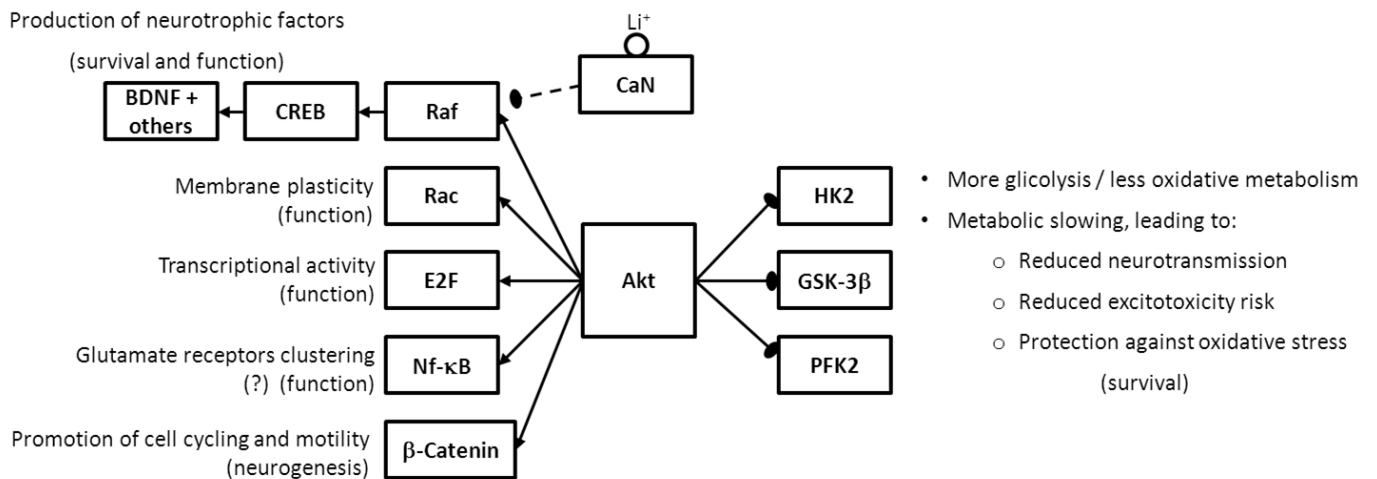 Production of neurotrophic factors
(survival and function)
Li⁺
CaN
BDNF +
others
CREB
Raf
Membrane plasticity
(function)
Rac
Transcriptional activity
(function)
E2F
Glutamate receptors clustering
(?) (function)
Nf-κB
Promotion of cell cycling and motility
(neurogenesis)
β-Catenin
Akt
HK2
GSK-3β
PFK2
• More glicolysis / less oxidative metabolism
• Metabolic slowing, leading to:
o Reduced neurotransmission
o Reduced excitotoxicity risk
o Protection against oxidative stress
(survival)